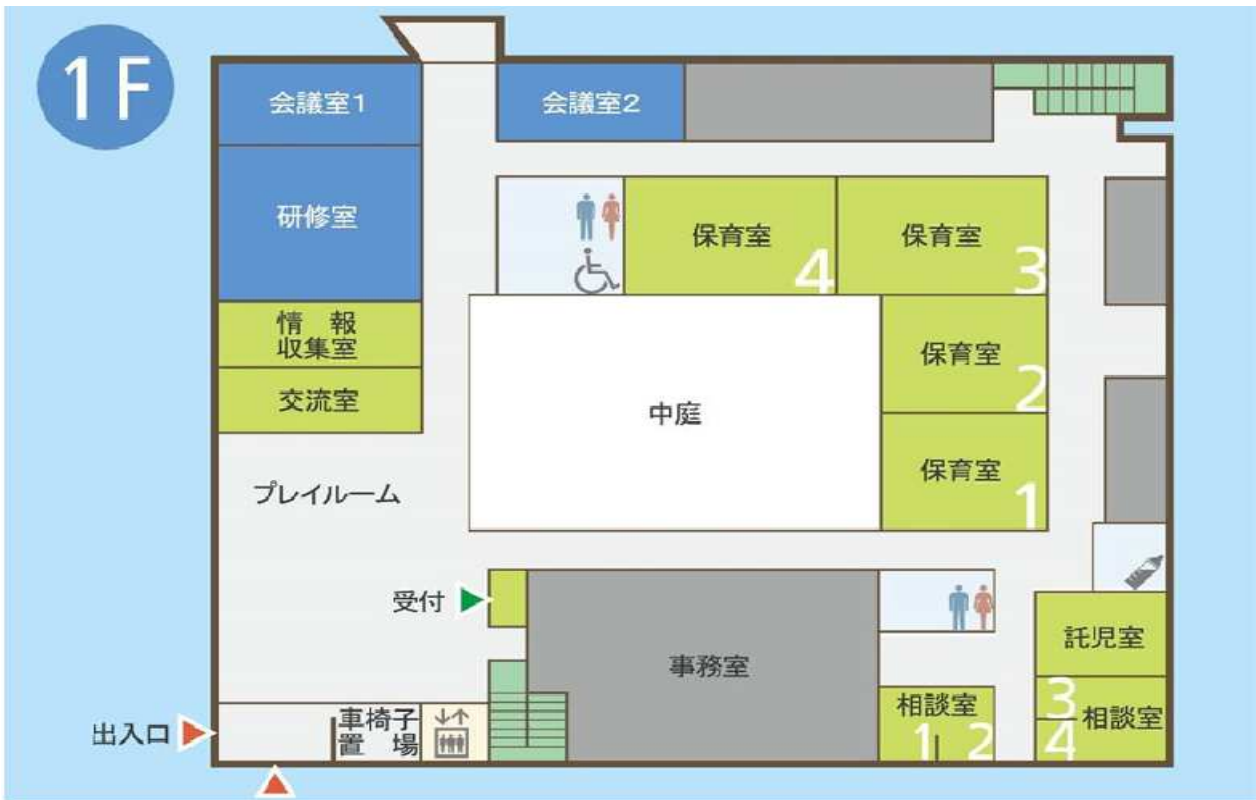 1F
会議室1
会議室2
研修室
保育室
4
保育室
3
情 報
収集室
保育室
2
交流室
中庭
保育室
1
プレイルーム
受付
託児室
事務室
相談室
1 2
3
4
相談室
車椅子
置 場
出入口